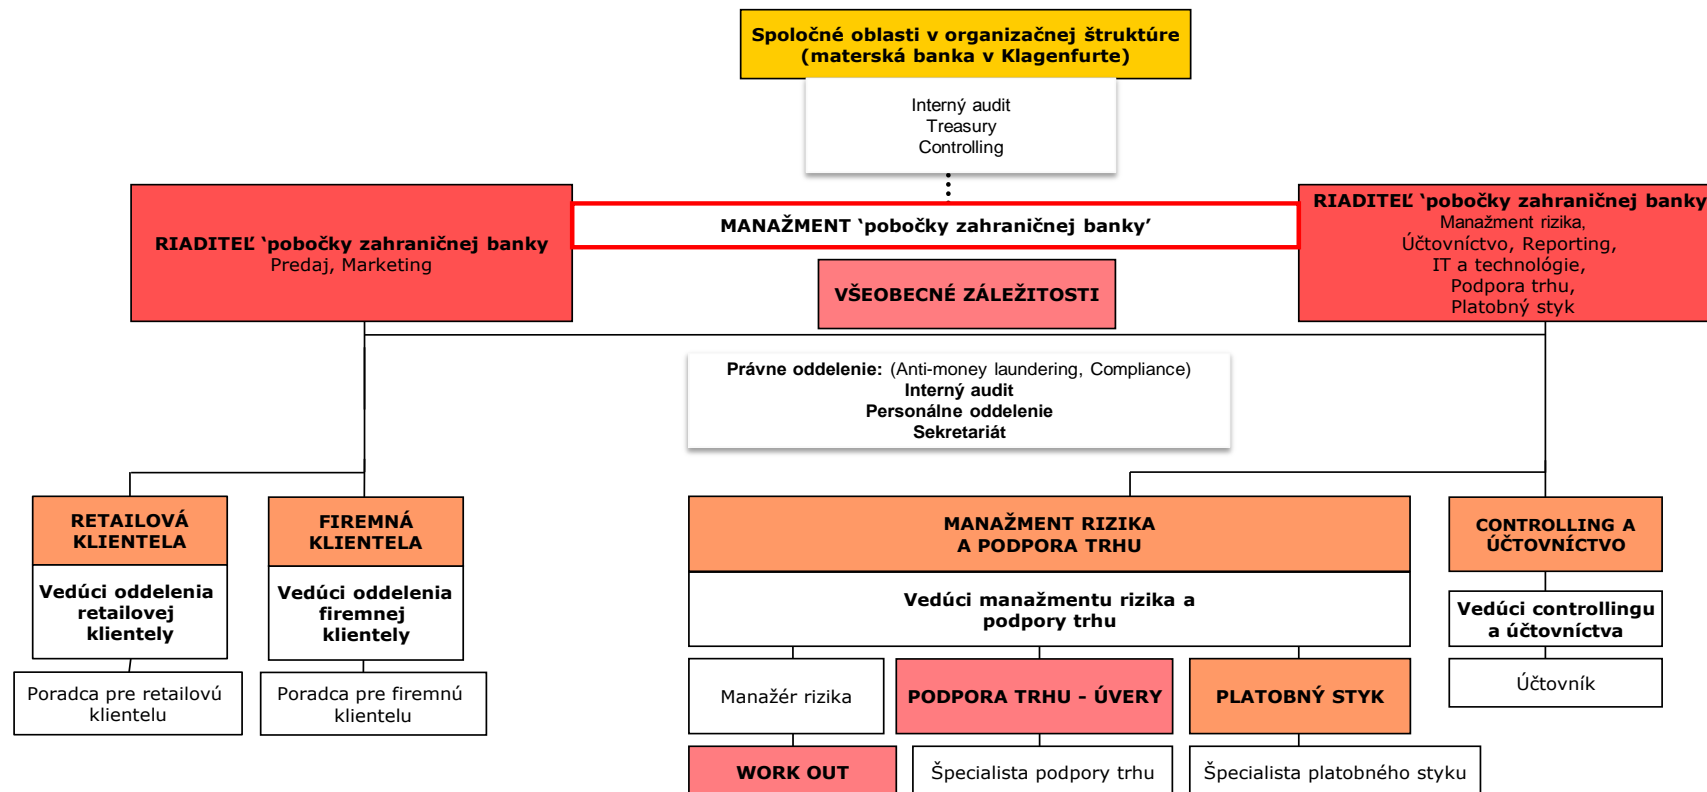 Spoločné oblasti v organizačnej štruktúre
(materská banka v Klagenfurte)
Interný audit
Treasury
Controlling
RIADITEĽ ‘pobočky zahraničnej banky
Predaj, Marketing
MANAŽMENT ‘pobočky zahraničnej banky’
RIADITEĽ ‘pobočky zahraničnej banky
Manažment rizika,
Účtovníctvo, Reporting,
IT a technológie,
Podpora trhu,
Platobný styk
VŠEOBECNÉ ZÁLEŽITOSTI
Právne oddelenie: (Anti-money laundering, Compliance)
Interný audit
Personálne oddelenie
Sekretariát
RETAILOVÁ
KLIENTELA
Vedúci oddelenia
retailovej
klientely
Poradca pre retailovú
klientelu
FIREMNÁ
KLIENTELA
Vedúci oddelenia
firemnej
klientely
Poradca pre firemnú
klientelu
MANAŽMENT RIZIKA
A PODPORA TRHU
Vedúci manažmentu rizika a
podpory trhu
Manažér rizika
WORK OUT
PODPORA TRHU - ÚVERY
Špecialista podpory trhu
PLATOBNÝ STYK
Špecialista platobného styku
CONTROLLING A
ÚČTOVNÍCTVO
Vedúci controllingu
a účtovníctva
Účtovník